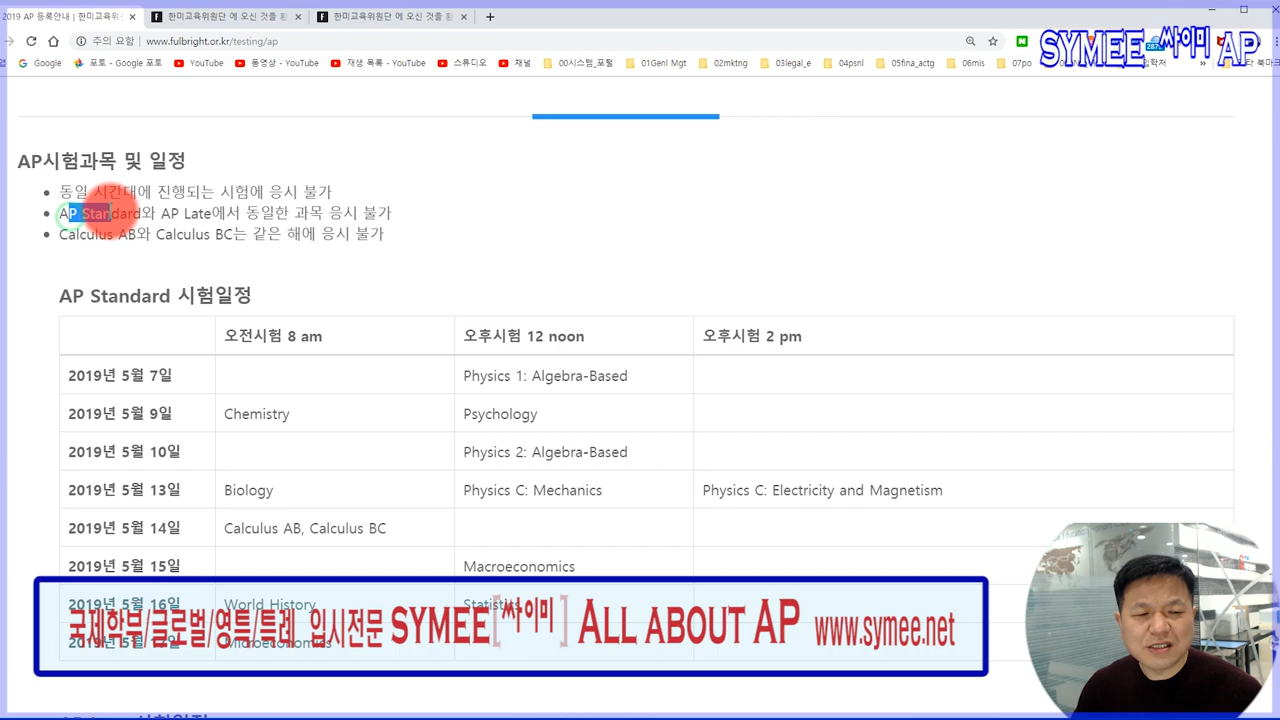 2019 AP 등록안내 | 한미교육위원
한미교육위원단 에 오신 것을 환
한미교육위원단 에 오신 것을 환
주의 요함 www.fulbright.or.kr/testing/ap
SYMEE 싸이미 AP
Google 포토 - Google 포토 YouTube 동영상 - YouTube 재생 목록 - YouTube 스튜디오 채널 00시스템_포털 01Genl Mgt 02mktng 03legal_e 04psnl 05fina_actg 06mis 07po
AP시험과목 및 일정
동일 시간대에 진행되는 시험에 응시 불가
AP Standard와 AP Late에서 동일한 과목 응시 불가
Calculus AB와 Calculus BC는 같은 해에 응시 불가
AP Standard 시험일정
오전시험 8 am 오후시험 12 noon 오후시험 2 pm
2019년 5월 7일 Physics 1: Algebra-Based
2019년 5월 9일 Chemistry Psychology
2019년 5월 10일 Physics 2: Algebra-Based
2019년 5월 13일 Biology Physics C: Mechanics Physics C: Electricity and Magnetism
2019년 5월 14일 Calculus AB, Calculus BC
2019년 5월 15일 Macroeconomics
2019년 5월 16일 World History Statistics
국제학부/글로벌/영특/특례 입시전문 SYMEE[싸이미] ALL ABOUT AP www.symee.net
Microeconomics